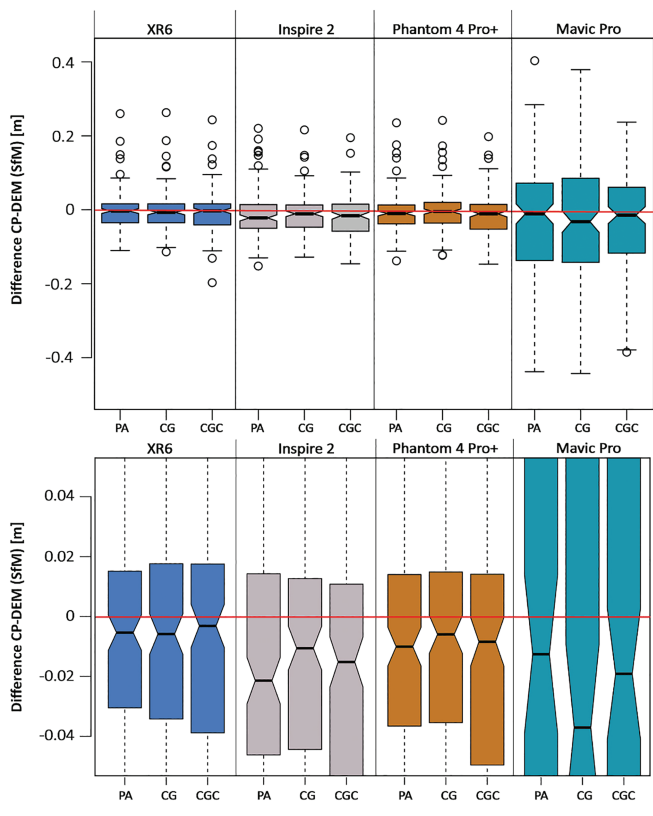 XR6 Inspire 2 Phantom 4 Pro+ Mavic Pro
Difference CP-DEM (SfM) [m]
0.4
0.2
0
-0.2
-0.4
PA CG CGC PA CG CGC PA CG CGC PA CG CGC
XR6 Inspire 2 Phantom 4 Pro+ Mavic Pro
Difference CP-DEM (SfM) [m]
0.04
0.02
0
-0.02
-0.04
PA CG CGC PA CG CGC PA CG CGC PA CG CGC